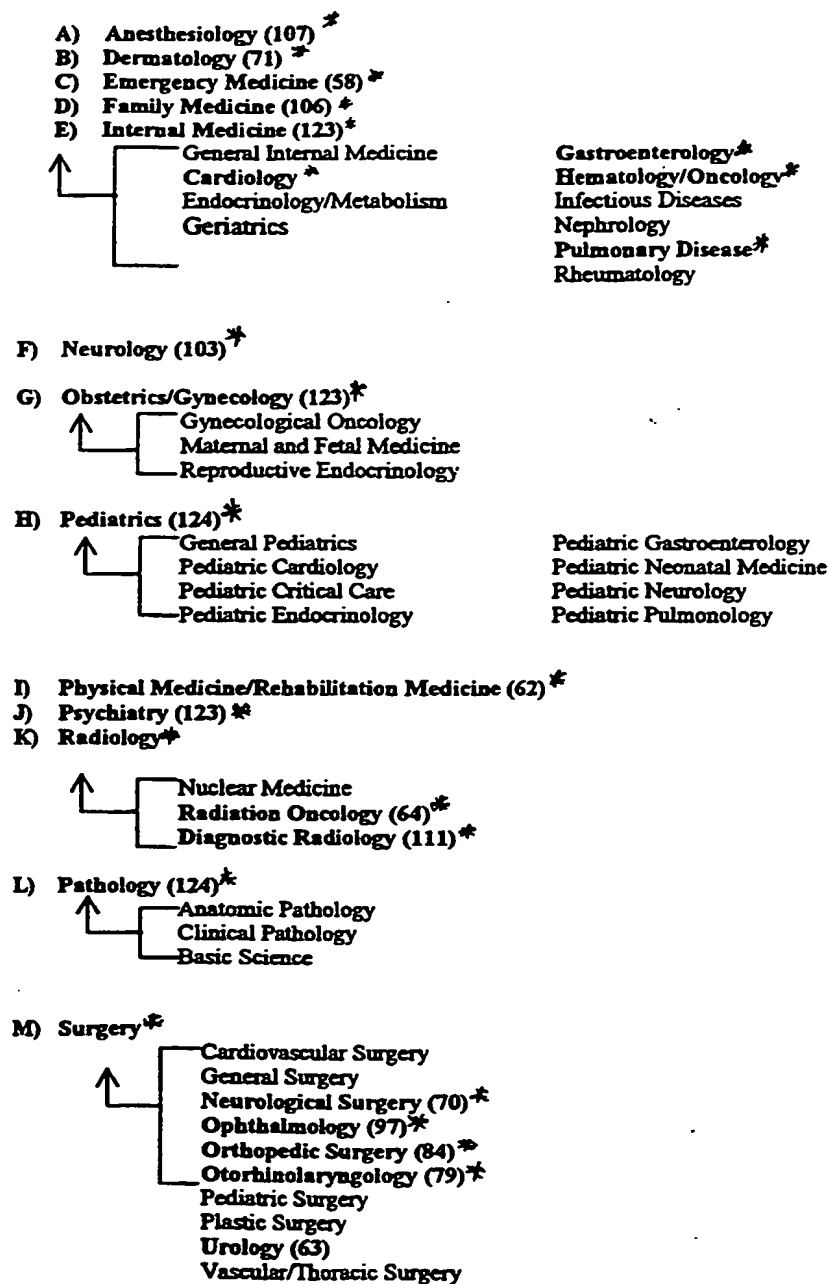 A) Anesthesiology (107) *
B) Dermatology (71) *
C) Emergency Medicine (58) *
D) Family Medicine (106) *
E) Internal Medicine (123) *
General Internal Medicine
Cardiology *
Endocrinology/Metabolism
Geriatrics
Gastroenterology *
Hematology/Oncology *
Infectious Diseases
Nephrology
Pulmonary Disease *
Rheumatology
F) Neurology (103) *
G) Obstetrics/Gynecology (123) *
Gynecological Oncology
Maternal and Fetal Medicine
Reproductive Endocrinology
H) Pediatrics (124) *
General Pediatrics
Pediatric Cardiology
Pediatric Critical Care
Pediatric Endocrinology
Pediatric Gastroenterology
Pediatric Neonatal Medicine
Pediatric Neurology
Pediatric Pulmonology
I) Physical Medicine/Rehabilitation Medicine (62) *
J) Psychiatry (123) *
K) Radiology *
Nuclear Medicine
Radiation Oncology (64) *
Diagnostic Radiology (111) *
L) Pathology (124) *
Anatomic Pathology
Clinical Pathology
Basic Science
M) Surgery *
Cardiovascular Surgery
General Surgery
Neurological Surgery (70) *
Ophthalmology (97) *
Orthopedic Surgery (84) *
Otorhinolaryngology (79) *
Pediatric Surgery
Plastic Surgery
Urology (63)
Vascular/Thoracic Surgery